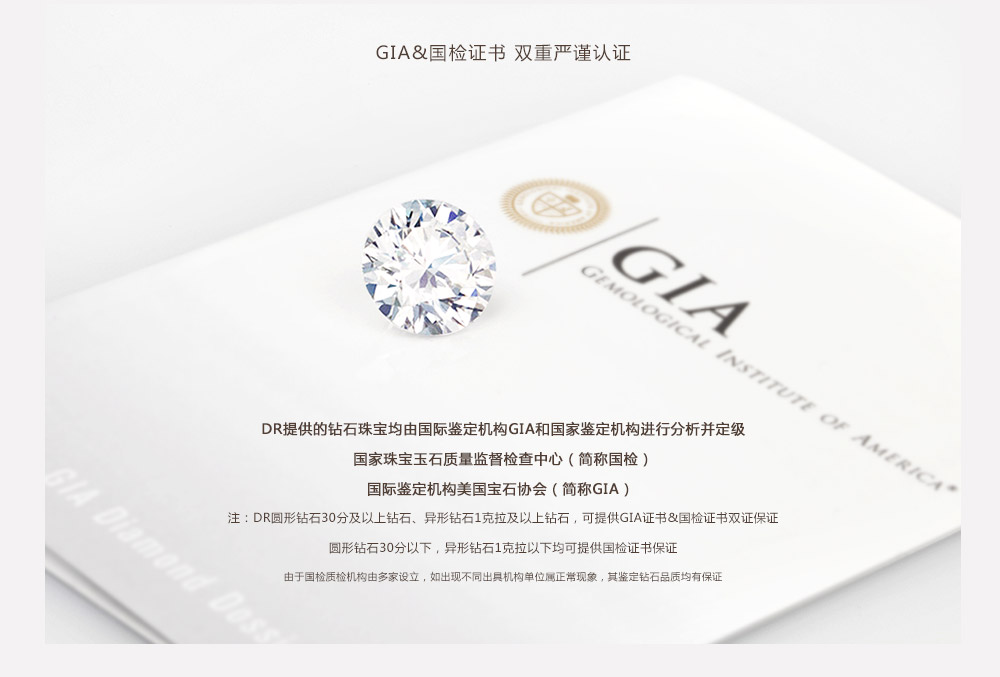 GIA&国检证书 双重严谨认证
GIA
GEMOLOGICAL INSTITUTE OF AMERICA®
DR提供的钻石珠宝均由国际鉴定机构GIA和国家鉴定机构进行分析并定级
国家珠宝玉石质量监督检查中心（简称国检）
国际鉴定机构美国宝石协会（简称GIA）
注：DR圆形钻石30分及以上钻石、异形钻石1克拉及以上钻石，可提供GIA证书&国检证书双证保证
圆形钻石30分以下，异形钻石1克拉以下均可提供国检证书保证
由于国检质检机构由多家设立，如出现不同出具机构单位属正常现象，其鉴定钻石品质均有保证
GIA Diamond